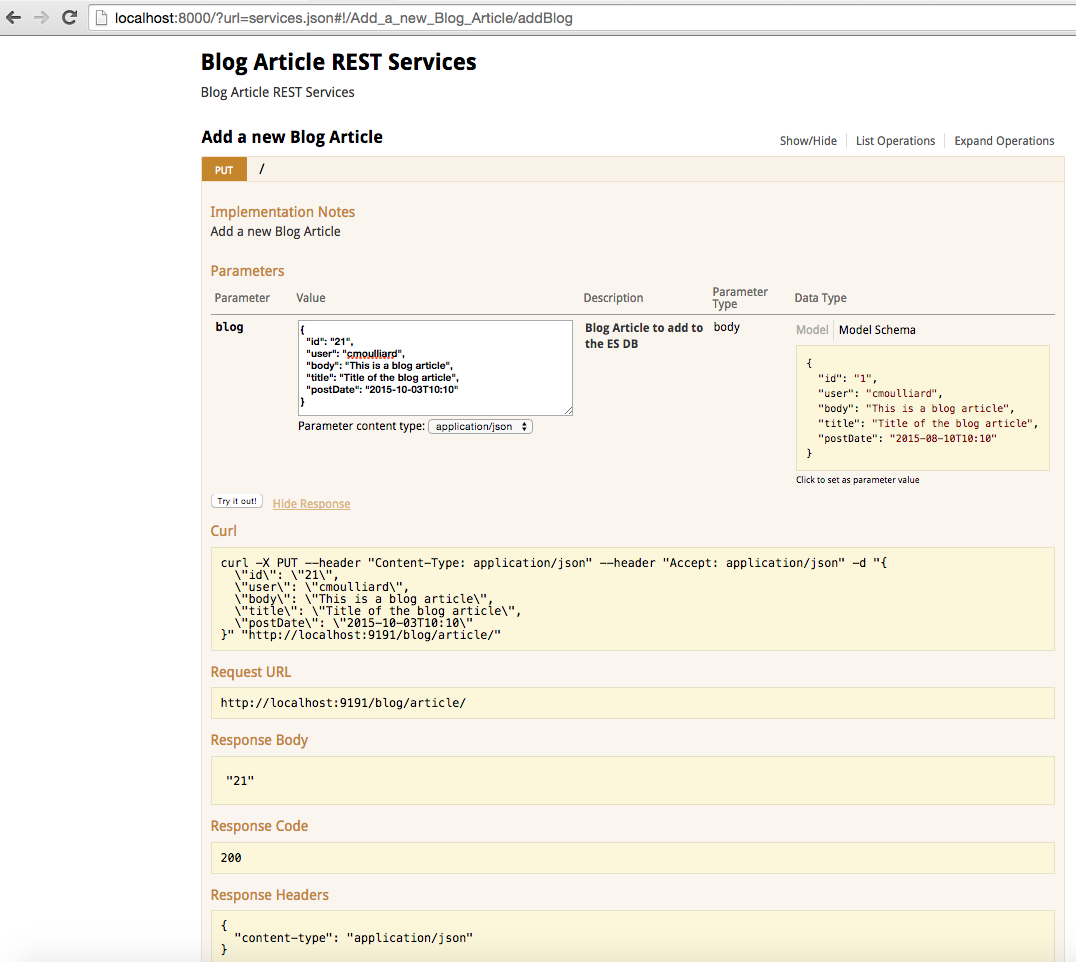 localhost:8000/?url=services.json#!/Add_a_new_Blog_Article/addBlog
Blog Article REST Services
Blog Article REST Services
Add a new Blog Article
Show/Hide List Operations Expand Operations
PUT /
Implementation Notes
Add a new Blog Article
Parameters
Parameter Value Description Parameter Type Data Type
blog
{
"id": "21",
"user": "cmoulliard",
"body": "This is a blog article",
"title": "Title of the blog article",
"postDate": "2015-10-03T10:10"
}
Parameter content type: application/json
Blog Article to add to
the ES DB
body
Model Model Schema
{
"id": "1",
"user": "cmoulliard",
"body": "This is a blog article",
"title": "Title of the blog article",
"postDate": "2015-08-10T10:10"
}
Click to set as parameter value
Try it out! Hide Response
Curl
curl -X PUT --header "Content-Type: application/json" --header "Accept: application/json" -d "{
\"id\": \"21\",
\"user\": \"cmoulliard\",
\"body\": \"This is a blog article\",
\"title\": \"Title of the blog article\",
\"postDate\": \"2015-10-03T10:10\"
}" "http://localhost:9191/blog/article/"
Request URL
http://localhost:9191/blog/article/
Response Body
"21"
Response Code
200
Response Headers
{
"content-type": "application/json"
}